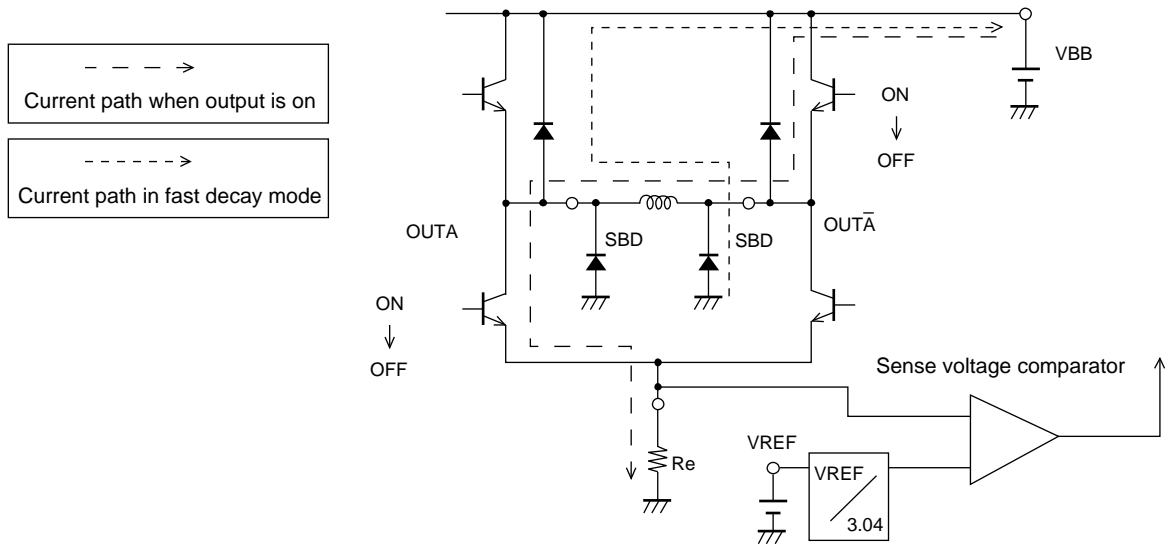 VBB
Current path when output is on
ON
OFF
Current path in fast decay mode
OUTA
SBD
SBD
OUTA̅
ON
OFF
Sense voltage comparator
Re
VREF
VREF
3.04